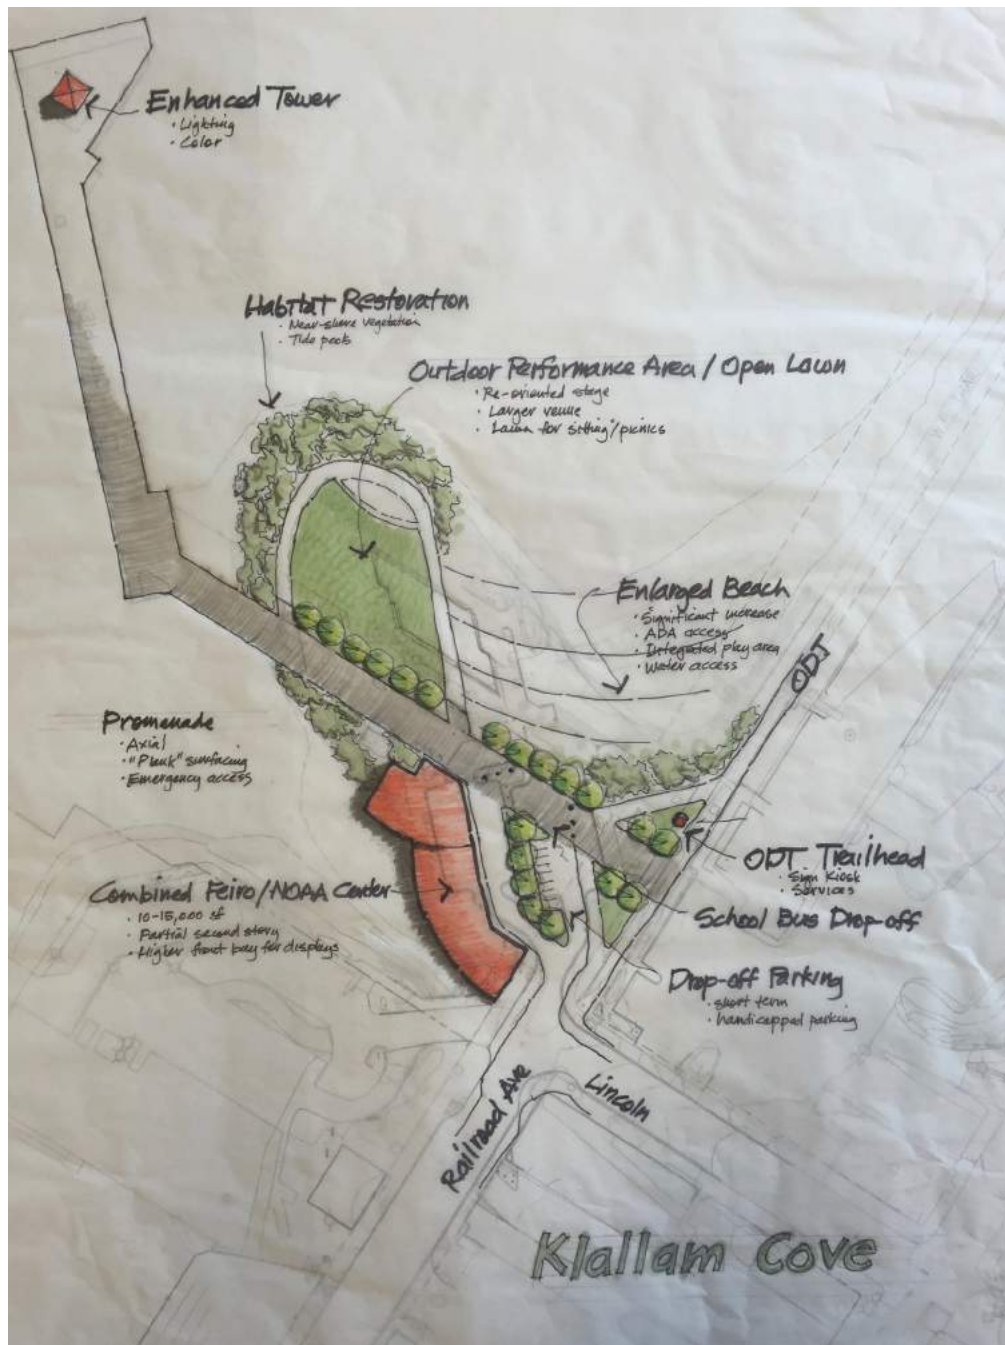 Enhanced Tower
• Lighting
• Color
Habitat Restoration
• Near-shore vegetation
• Tide pools
Outdoor Performance Area / Open Lawn
• Re-oriented stage
• Larger venue
• Lawn for sitting/picnics
Enlarged Beach
• Significant increase
• ADA access
• Integrated play area
• Water access
ODT
Promenade
• Axial
• "Plank" surfacing
• Emergency access
ODT Trailhead
• Sign Kiosk
• Services
Combined Feiro/NOAA Center
• 10-15,000 sf
• Partial second story
• Higher front bay for displays
School Bus Drop-off
Drop-off Parking
• short term
• handicapped parking
Railroad Ave
Lincoln
Klallam Cove